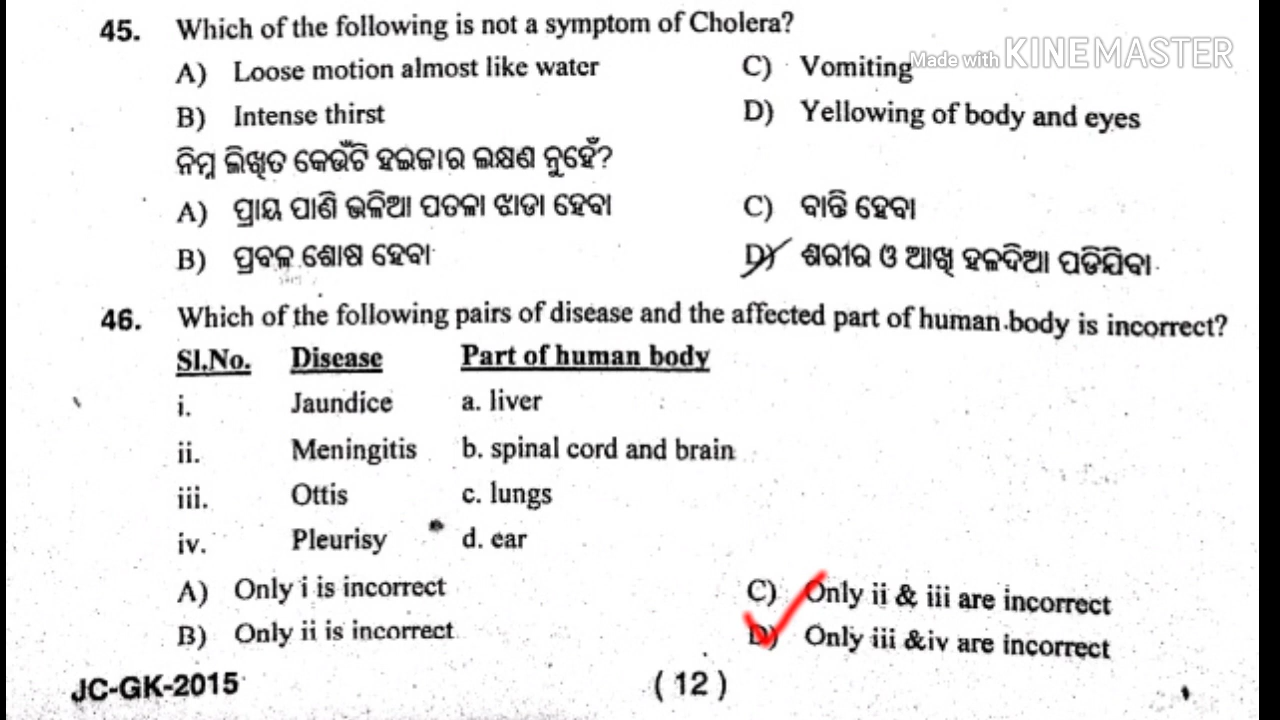 45. Which of the following is not a symptom of Cholera?
Made with KINEMASTER
A) Loose motion almost like water C) Vomiting
B) Intense thirst D) Yellowing of body and eyes
ନିମ୍ନ ଲିଖିତ କେଉଁଟି ହଇଜାର ଲକ୍ଷଣ ନୁହେଁ?
A) ପ୍ରାୟ ପାଣି ଭଳିଆ ପତଳା ଝାଡା ହେବା C) ବାନ୍ତି ହେବା
B) ପ୍ରବଳ ଶୋଷ ହେବା D) ଶରୀର ଓ ଆଖି ହଳଦିଆ ପଡିଯିବା
46. Which of the following pairs of disease and the affected part of human body is incorrect?
Sl.No. Disease Part of human body
i. Jaundice a. liver
ii. Meningitis b. spinal cord and brain
iii. Ottis c. lungs
iv. Pleurisy d. ear
A) Only i is incorrect C) Only ii & iii are incorrect
B) Only ii is incorrect D) Only iii &iv are incorrect
JC-GK-2015 ( 12 )